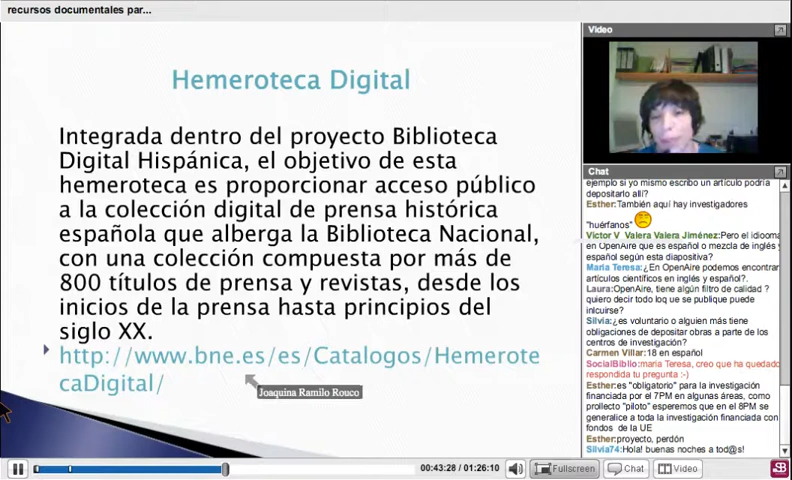 recursos documentales par...
Hemeroteca Digital
Integrada dentro del proyecto Biblioteca
Digital Hispánica, el objetivo de esta
hemeroteca es proporcionar acceso público
a la colección digital de prensa histórica
española que alberga la Biblioteca Nacional,
con una colección compuesta por más de
800 títulos de prensa y revistas, desde los
inicios de la prensa hasta principios del
siglo XX.
http://www.bne.es/es/Catalogos/Hemerote
caDigital/
Joaquina Ramilo Rouco
Video
Chat
ejemplo si yo mismo escribo un artículo podría
depositarlo allí?
Esther:También aquí hay investigadores
"huérfanos"
Victor V Valera Valera Jiménez:Pero el idioma
en OpenAire que es español o mezcla de inglés y
español según esta diapositiva?
Maria Teresa:¿En OpenAire podemos encontrar
artículos científicos en inglés y español?.
Laura:OpenAire, tiene algún filtro de calidad ?
quiero decir todo loq ue se publique puede
inlcuirse?
Silvia:¿es voluntario o alguien mas tiene
obligaciones de depositar obras a parte de los
centros de investigación?
Carmen Villar:18 en español
SocialBiblio:maria Teresa, creo que ha quedado
respondida tu pregunta :-)
Esther:es "obligatorio" para la investigación
financiada por el 7PM en algunas áreas, como
prollecto "piloto" esperemos que en el 8PM se
generalice a toda la investigación financiada con
fondos de la UE
Esther:proyecto, perdón
Silvia74:Hola! buenas noches a tod@s!
00:43:28 / 01:26:10
Fullscreen
Chat
Video